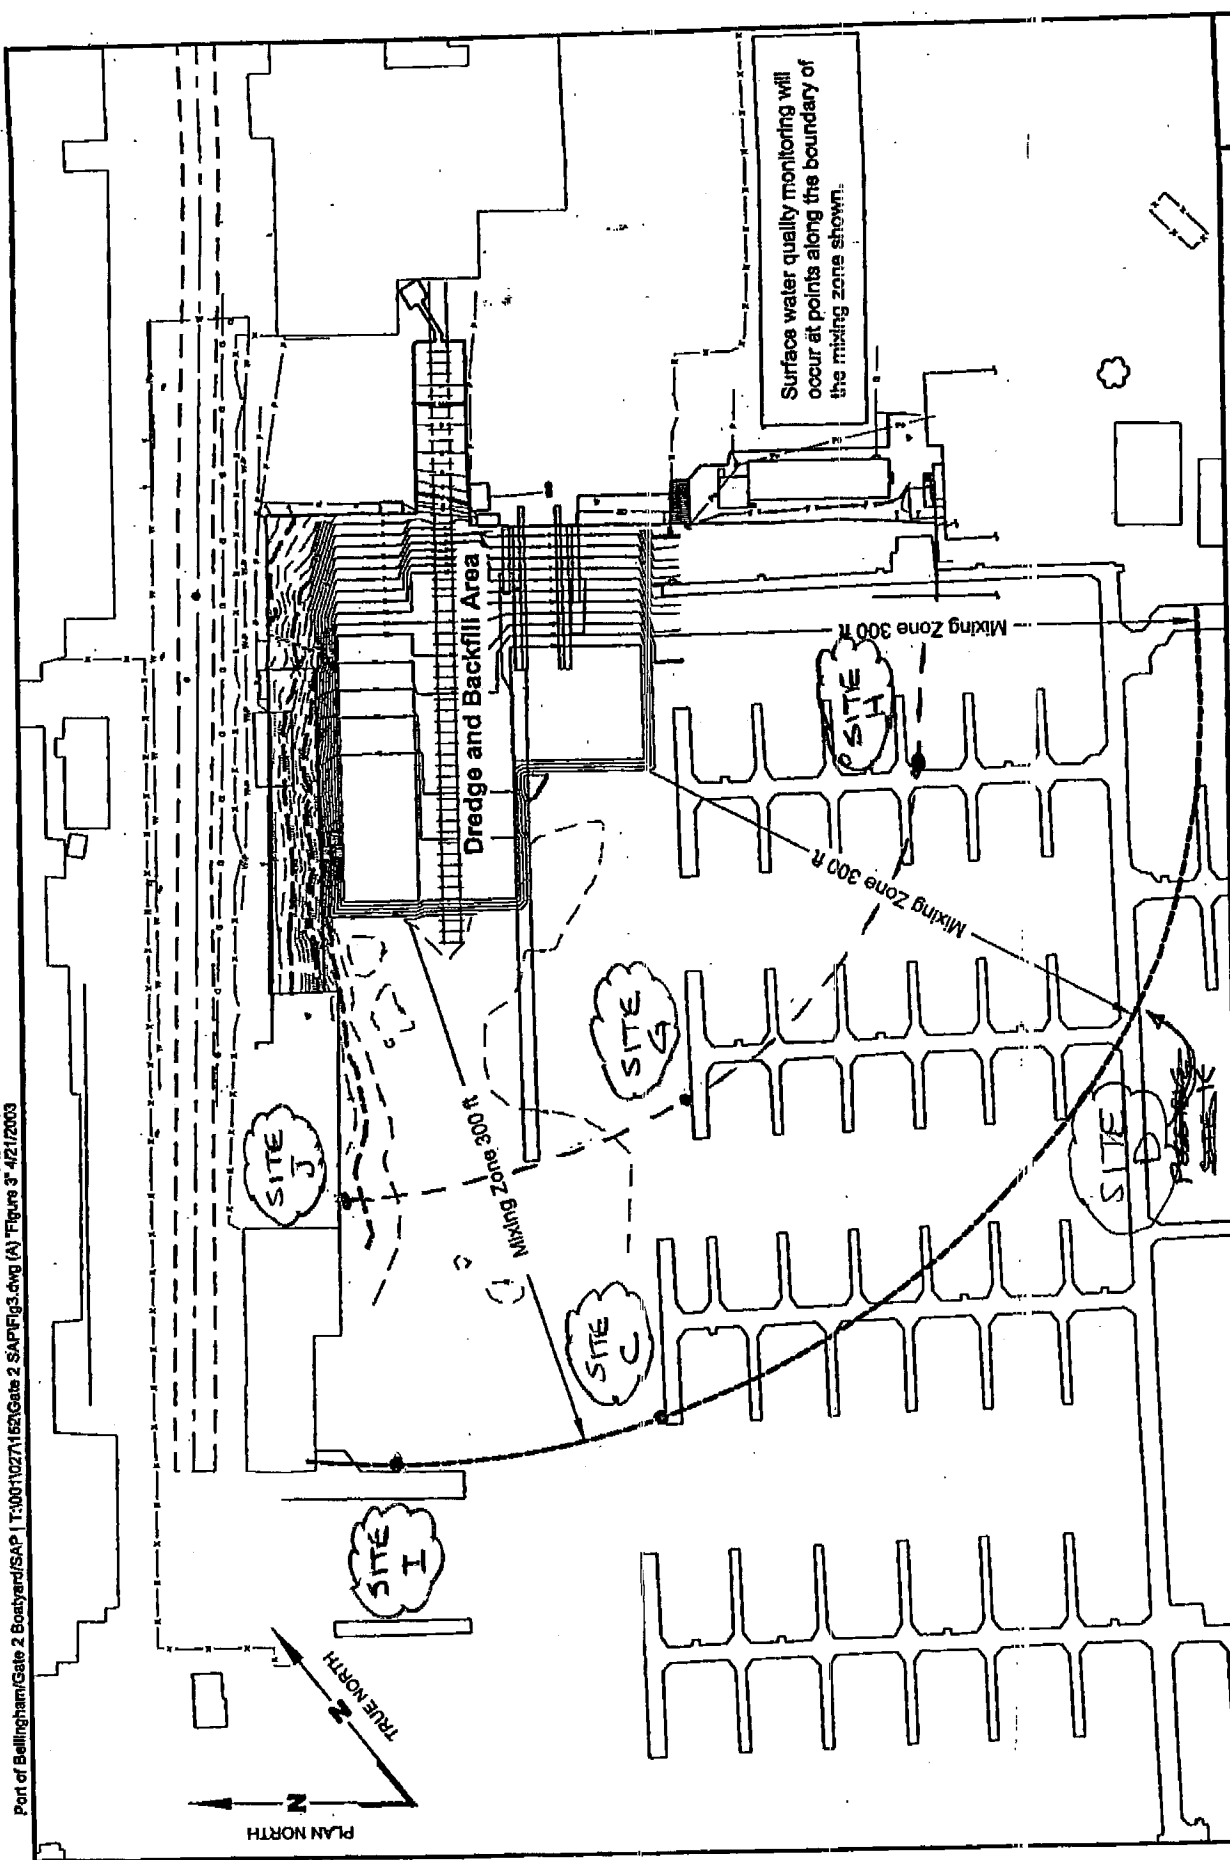 Port of Bellingham/Gate 2 Boatyard/SAP | T:\001\027\152\Gate 2 SAP\Fig3.dwg (A) "Figure 3" 4/21/2003
Surface water quality monitoring will
occur at points along the boundary of
the mixing zone shown.
Dredge and Backfill Area
Mixing Zone 300 ft
Mixing Zone 300 ft
Mixing Zone 300 ft
SITE
H
SITE
G
SITE
J
SITE
C
SITE
D
SITE
I
PLAN NORTH
N
TRUE NORTH
N